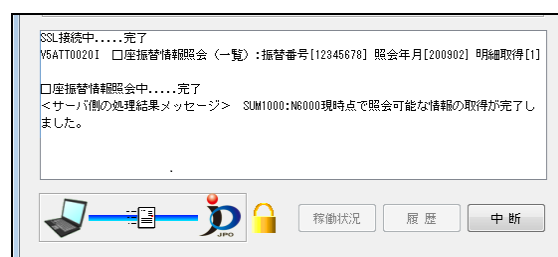 SSL接続中.....完了
V5ATT0020I 口座振替情報照会（一覧）:振替番号[12345678] 照会年月[200902] 明細取得[1]
口座振替情報照会中.....完了
＜サーバ側の処理結果メッセージ＞ SUM1000:N6000現時点で照会可能な情報の取得が完了し
ました。
JPO
稼働状況 履 歴 中 断